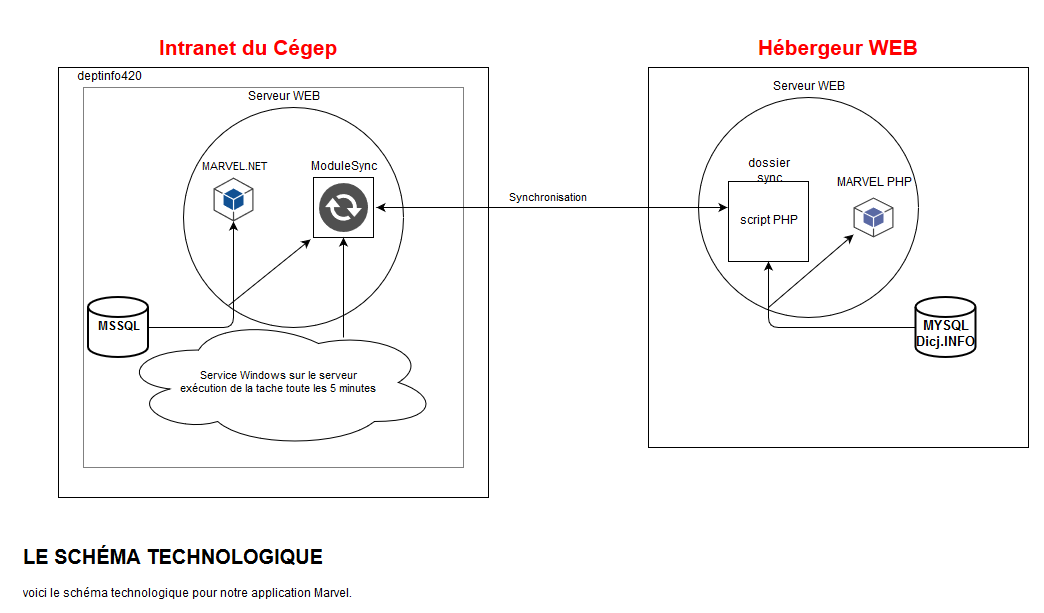 Intranet du Cégep
Hébergeur WEB
deptinfo420
Serveur WEB
Serveur WEB
MARVEL.NET
ModuleSync
dossier
sync
MARVEL PHP
Synchronisation
script PHP
MSSQL
MYSQL
Dicj.INFO
Service Windows sur le serveur
exécution de la tache toute les 5 minutes
LE SCHÉMA TECHNOLOGIQUE
voici le schéma technologique pour notre application Marvel.